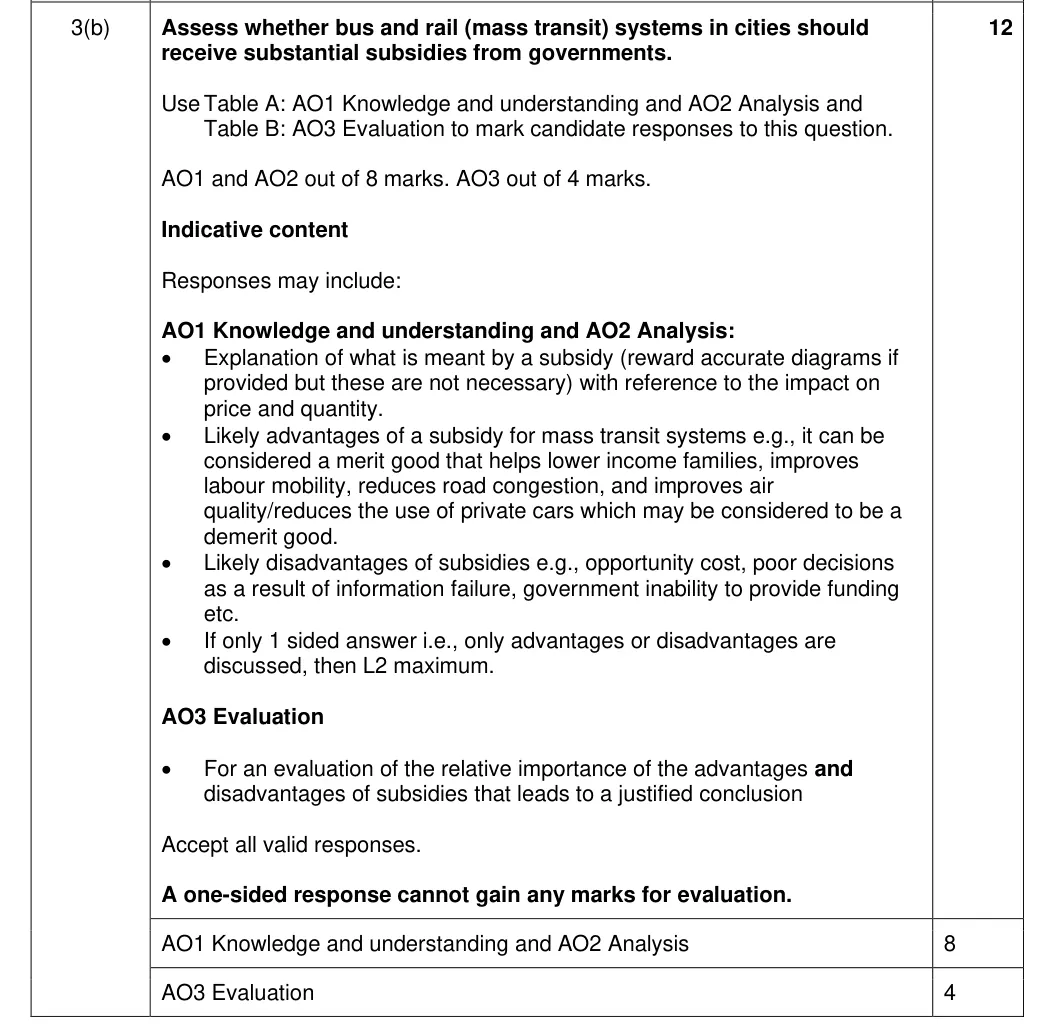 3(b)
Assess whether bus and rail (mass transit) systems in cities should
receive substantial subsidies from governments.
12
Use Table A: AO1 Knowledge and understanding and AO2 Analysis and
Table B: AO3 Evaluation to mark candidate responses to this question.
AO1 and AO2 out of 8 marks. AO3 out of 4 marks.
Indicative content
Responses may include:
AO1 Knowledge and understanding and AO2 Analysis:
• Explanation of what is meant by a subsidy (reward accurate diagrams if
provided but these are not necessary) with reference to the impact on
price and quantity.
• Likely advantages of a subsidy for mass transit systems e.g., it can be
considered a merit good that helps lower income families, improves
labour mobility, reduces road congestion, and improves air
quality/reduces the use of private cars which may be considered to be a
demerit good.
• Likely disadvantages of subsidies e.g., opportunity cost, poor decisions
as a result of information failure, government inability to provide funding
etc.
• If only 1 sided answer i.e., only advantages or disadvantages are
discussed, then L2 maximum.
AO3 Evaluation
• For an evaluation of the relative importance of the advantages and
disadvantages of subsidies that leads to a justified conclusion
Accept all valid responses.
A one-sided response cannot gain any marks for evaluation.
AO1 Knowledge and understanding and AO2 Analysis
8
AO3 Evaluation
4